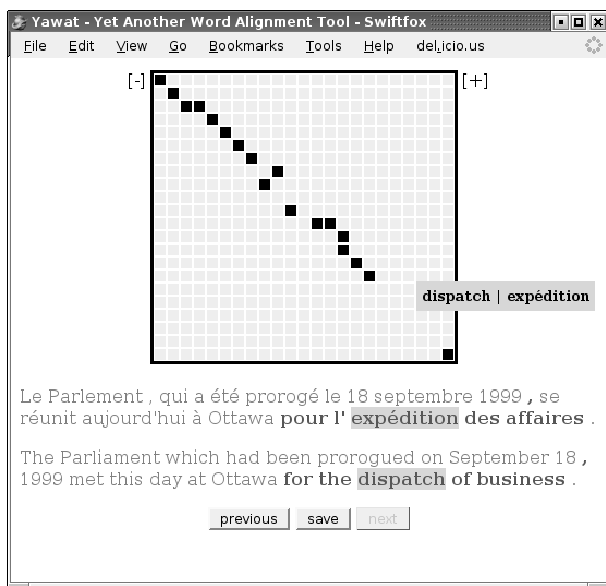 Yawat - Yet Another Word Alignment Tool - Swiftfox
File Edit View Go Bookmarks Tools Help del.icio.us
[-] [+]
dispatch | expédition
Le Parlement , qui a été prorogé le 18 septembre 1999 , se
réunit aujourd'hui à Ottawa pour l' expédition des affaires .
The Parliament which had been prorogued on September 18 ,
1999 met this day at Ottawa for the dispatch of business .
previous save next